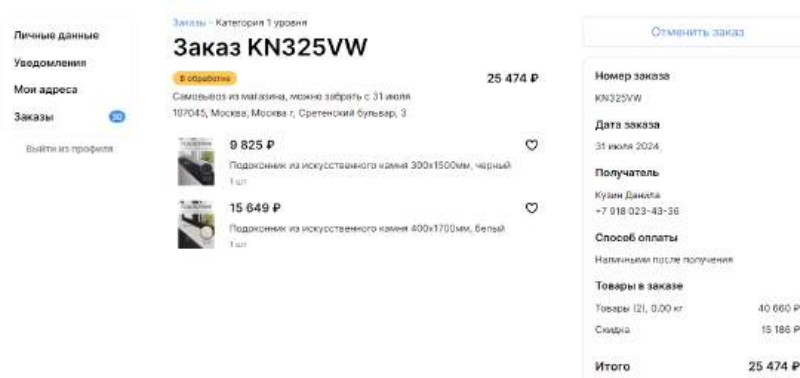 Личные данные
Уведомления
Мои адреса
Заказы 30
Выйти из профиля
Заказы - Категория 1 уровня
Заказ KN325VW
В обработке
25 474 ₽
Самовывоз из магазина, можно забрать с 31 июля
107045, Москва, Москва г, Сретенский бульвар, 3
9 825 ₽
Подоконник из искусственного камня 300х1500мм, черный
1 шт
15 649 ₽
Подоконник из искусственного камня 400х1700мм, белый
1 шт
Отменить заказ
Номер заказа
KN325VW
Дата заказа
31 июля 2024
Получатель
Кузин Данила
+7 918 023-43-36
Способ оплаты
Наличными после получения
Товары в заказе
Товары (2), 0.00 кг 40 660 ₽
Скидка 15 186 ₽
Итого 25 474 ₽